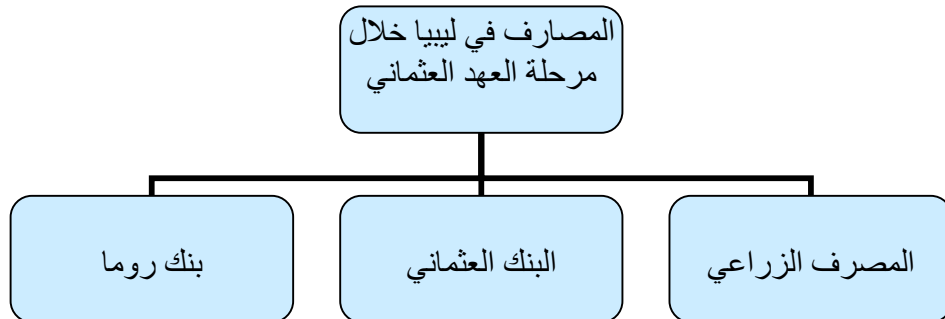 المصارف في ليبيا خلال
مرحلة العهد العثماني
المصرف الزراعي
البنك العثماني
بنك روما